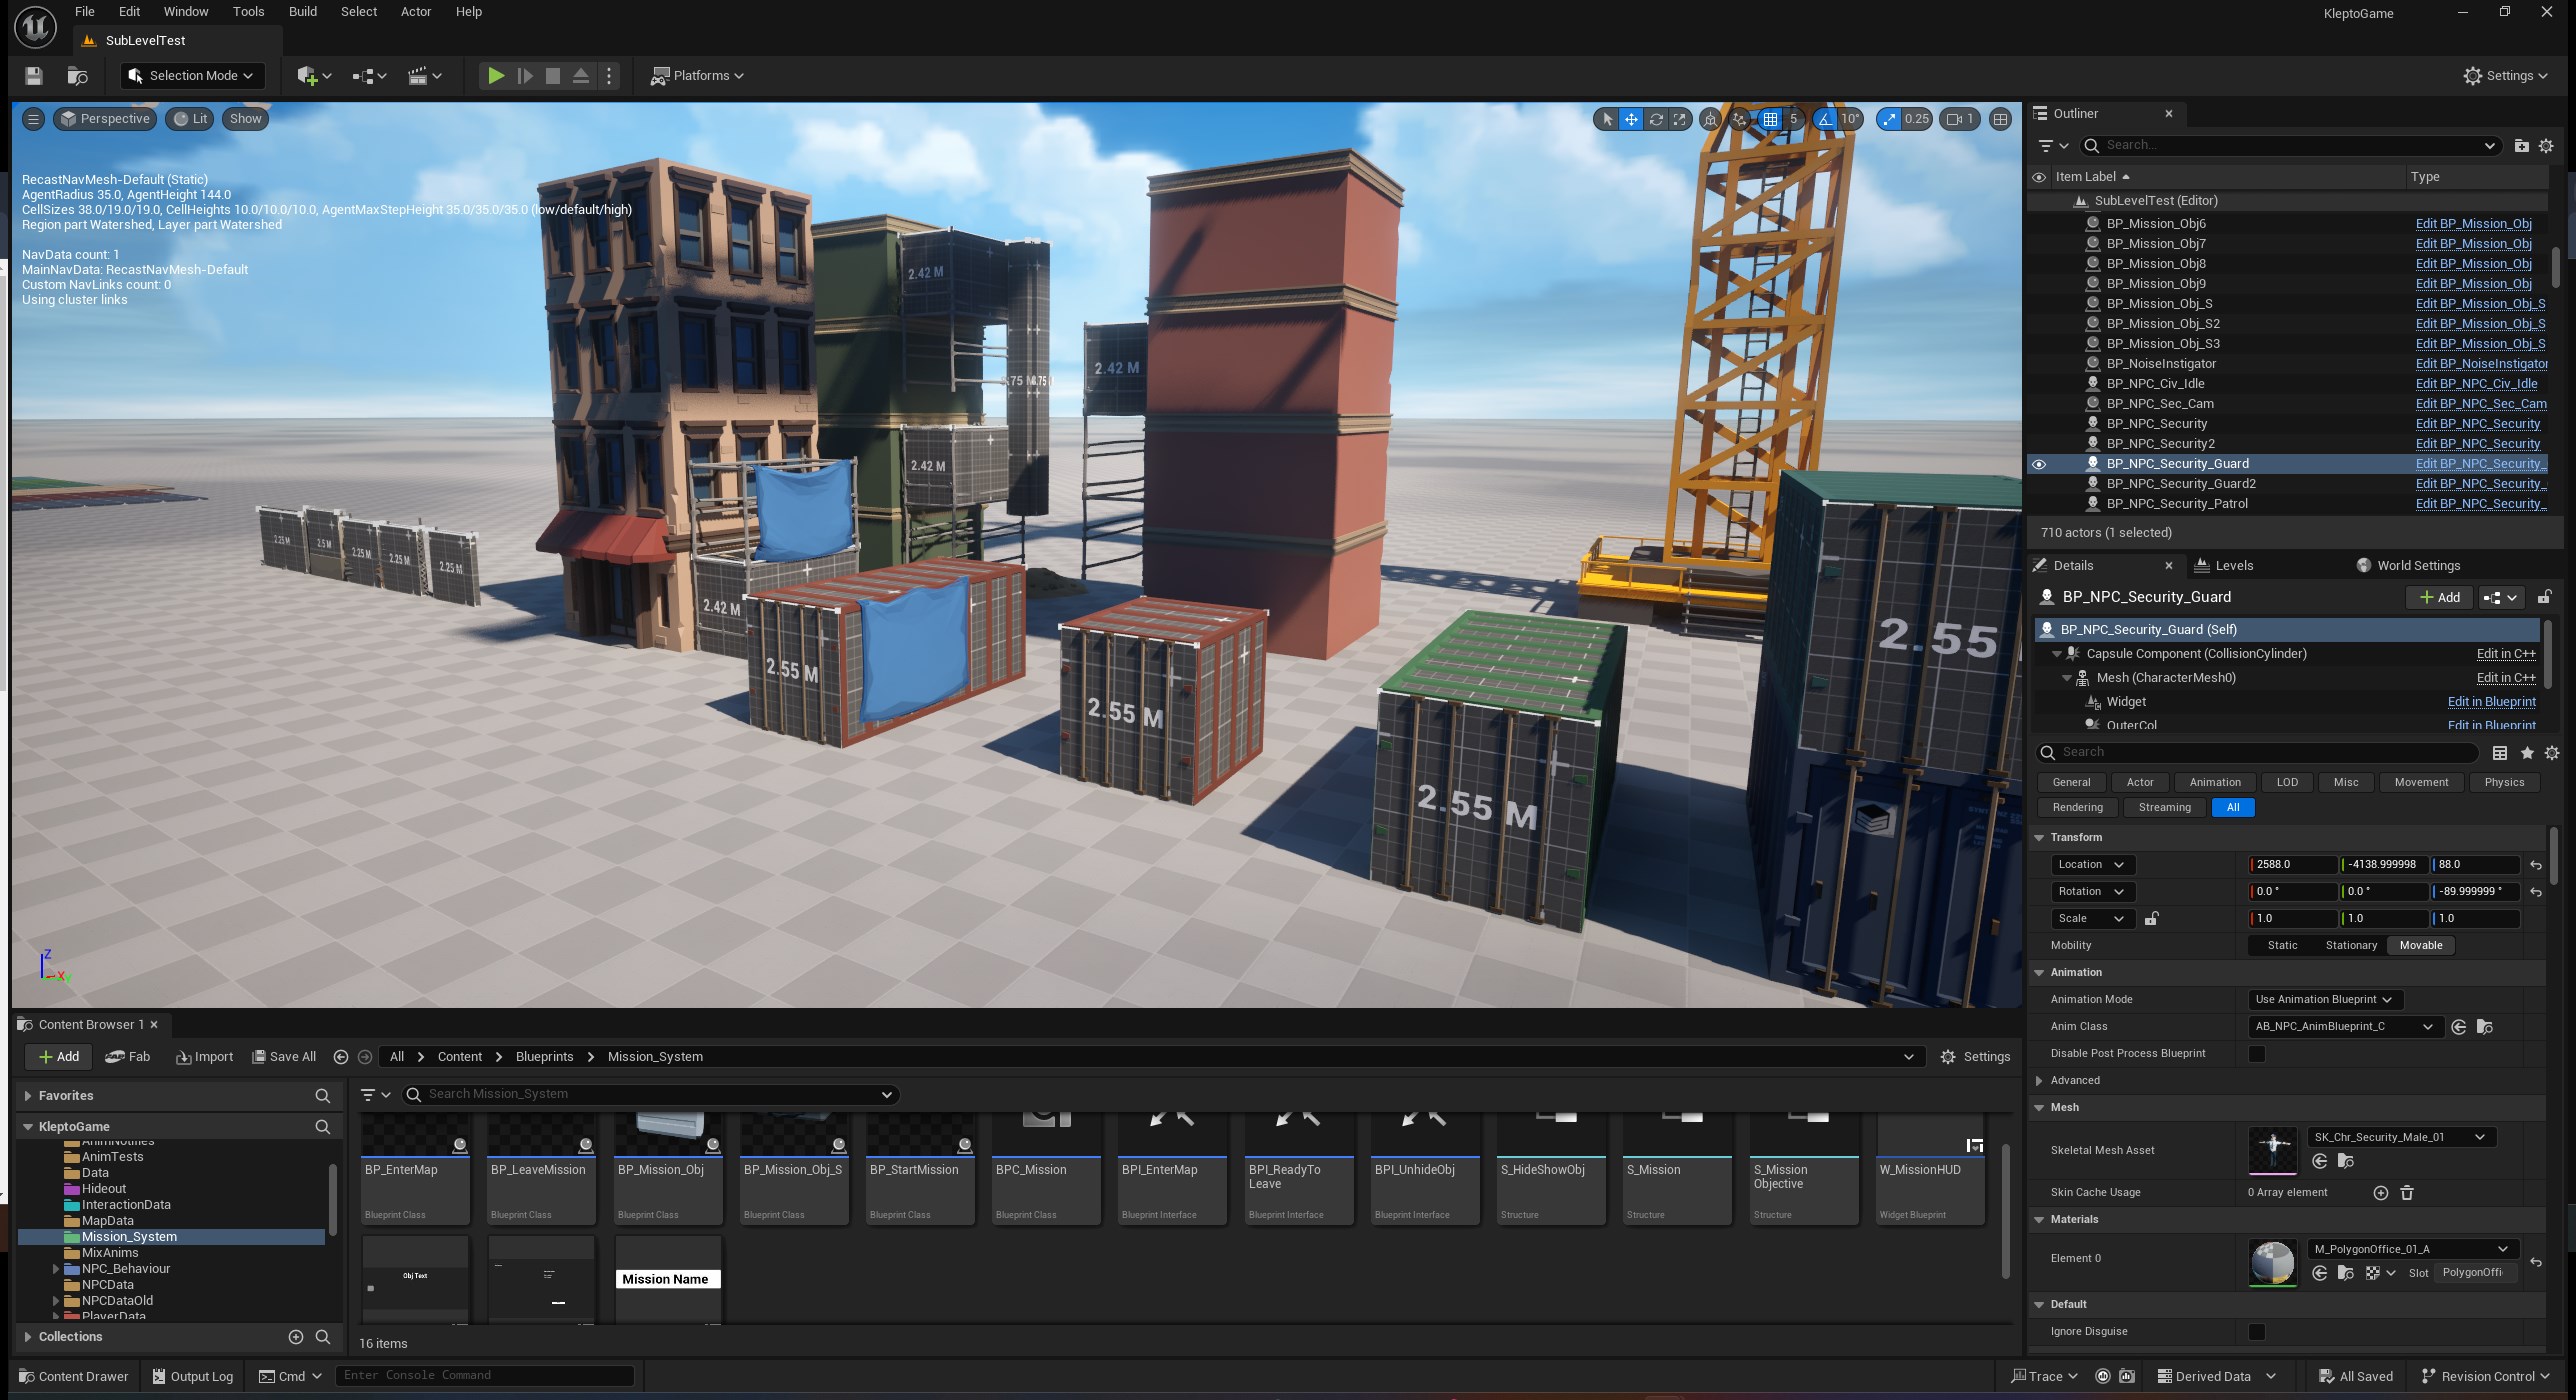 File Edit Window Tools Build Select Actor Help
KleptoGame
SubLevelTest
Selection Mode
Platforms
Settings
Perspective Lit Show
5 10° 0.25 1
RecastNavMesh-Default (Static)
AgentRadius 35.0, AgentHeight 144.0
CellSizes 38.0/19.0/19.0, CellHeights 10.0/10.0/10.0, AgentMaxStepHeight 35.0/35.0/35.0 (low/default/high)
Region part Watershed, Layer part Watershed
NavData count: 1
MainNavData: RecastNavMesh-Default
Custom NavLinks count: 0
Using cluster links
2.42 M
2.42 M
2.42 M
2.25 M
2.5 M
2.25 M
2.25 M
2.25 M
2.42 M
2.55 M
2.55 M
2.55 M
2.55
Z
X
Y
Outliner
Search...
Item Label Type
SubLevelTest (Editor)
BP_Mission_Obj6 Edit BP_Mission_Obj
BP_Mission_Obj7 Edit BP_Mission_Obj
BP_Mission_Obj8 Edit BP_Mission_Obj
BP_Mission_Obj9 Edit BP_Mission_Obj
BP_Mission_Obj_S Edit BP_Mission_Obj_S
BP_Mission_Obj_S2 Edit BP_Mission_Obj_S
BP_Mission_Obj_S3 Edit BP_Mission_Obj_S
BP_NoiseInstigator Edit BP_NoiseInstigator
BP_NPC_Civ_Idle Edit BP_NPC_Civ_Idle
BP_NPC_Sec_Cam Edit BP_NPC_Sec_Cam
BP_NPC_Security Edit BP_NPC_Security
BP_NPC_Security2 Edit BP_NPC_Security
BP_NPC_Security_Guard Edit BP_NPC_Security_
BP_NPC_Security_Guard2 Edit BP_NPC_Security_
BP_NPC_Security_Patrol Edit BP_NPC_Security_
710 actors (1 selected)
Details Levels World Settings
BP_NPC_Security_Guard Add
BP_NPC_Security_Guard (Self)
Capsule Component (CollisionCylinder) Edit in C++
Mesh (CharacterMesh0) Edit in C++
Widget Edit in Blueprint
OuterCol Edit in Blueprint
Search
General Actor Animation LOD Misc Movement Physics
Rendering Streaming All
Transform
Location 2588.0 -4138.999998 88.0
Rotation 0.0 ° 0.0 ° -89.999999 °
Scale 1.0 1.0 1.0
Mobility Static Stationary Movable
Animation
Animation Mode Use Animation Blueprint
Anim Class AB_NPC_AnimBlueprint_C
Disable Post Process Blueprint
Advanced
Mesh
Skeletal Mesh Asset SK_Chr_Security_Male_01
Skin Cache Usage 0 Array element
Materials
Element 0 M_PolygonOffice_01_A
Slot PolygonOffi
Default
Ignore Disguise
Content Browser 1
Add Fab Import Save All All Content Blueprints Mission_System Settings
Favorites
Search Mission_System
KleptoGame
AnimNotifies
AnimTests
Data
Hideout
InteractionData
MapData
Mission_System
MixAnims
NPC_Behaviour
NPCData
NPCDataOld
PlayerData
Collections
BP_EnterMap
Blueprint Class
BP_LeaveMission
Blueprint Class
BP_Mission_Obj
Blueprint Class
BP_Mission_Obj_S
Blueprint Class
BP_StartMission
Blueprint Class
BPC_Mission
Blueprint Class
BPI_EnterMap
Blueprint Interface
BPI_ReadyTo
Leave
Blueprint Interface
BPI_UnhideObj
Blueprint Interface
S_HideShowObj
Structure
S_Mission
Structure
S_Mission
Objective
Structure
W_MissionHUD
Widget Blueprint
Obj Text
Mission Name
16 items
Content Drawer Output Log Cmd Enter Console Command
Trace Derived Data All Saved Revision Control